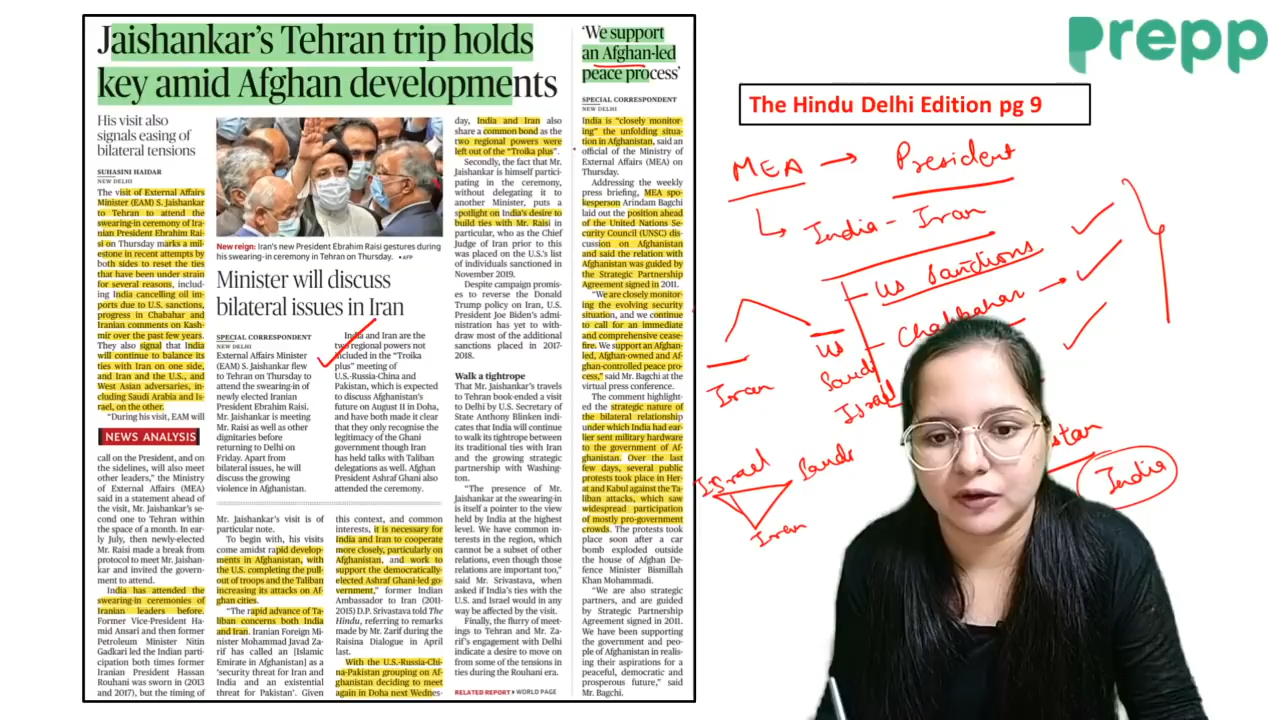 Jaishankar's Tehran trip holds
key amid Afghan developments
His visit also
signals easing of
bilateral tensions
SUHASINI HAIDAR
NEW DELHI
The visit of External Affairs
Minister (EAM) S. Jaishankar
to Tehran to attend the
swearing-in ceremony of Ira-
nian President Ebrahim Rai-
si on Thursday marks a mil-
estone in recent attempts by
both sides to reset the ties
that have been under strain
for several reasons, includ-
ing India cancelling oil im-
ports due to U.S. sanctions,
progress in Chabahar and
Iranian comments on Kash-
mir over the past few years.
They also signal that India
will continue to balance its
ties with Iran on one side,
and Iran and the U.S., and
West Asian adversaries, in-
cluding Saudi Arabia and Is-
rael, on the other.
"During his visit, EAM will
NEWS ANALYSIS
call on the President, and on
the sidelines, will also meet
other leaders," the Ministry
of External Affairs (MEA)
said in a statement ahead of
the visit, Mr. Jaishankar's se-
cond one to Tehran within
the space of a month. In ear-
ly July, then newly-elected
Mr. Raisi made a break from
protocol to meet Mr. Jaish-
ankar and invited the govern-
ment to attend.
India has attended the
swearing-in ceremonies of
Iranian leaders before.
Former Vice-President Ha-
mid Ansari and then former
Petroleum Minister Nitin
Gadkari led the Indian parti-
cipation both times former
Iranian President Hassan
Rouhani was sworn in (2013
and 2017), but the timing of
New reign: Iran's new President Ebrahim Raisi gestures during
his swearing-in ceremony in Tehran on Thursday. • AFP
Minister will discuss
bilateral issues in Iran
SPECIAL CORRESPONDENT
NEW DELHI
External Affairs Minister
(EAM) S. Jaishankar flew
to Tehran on Thursday to
attend the swearing-in of
newly elected Iranian
President Ebrahim Raisi.
Mr. Jaishankar is meeting
Mr. Raisi as well as other
dignitaries before
returning to Delhi on
Friday. Apart from
bilateral issues, he will
discuss the growing
violence in Afghanistan.
India and Iran are the
two regional powers not
included in the "Troika
plus" meeting of
U.S-Russia-China and
Pakistan, which is expected
to discuss Afghanistan's
future on August 11 in Doha,
and have both made it clear
that they only recognise the
legitimacy of the Ghani
government though Iran
has held talks with Taliban
delegations as well. Afghan
President Ashraf Ghani also
attended the ceremony.
Mr. Jaishankar's visit is of
particular note.
To begin with, his visits
come amidst rapid develop-
ments in Afghanistan, with
the U.S. completing the pull-
out of troops and the Taliban
increasing its attacks on Af-
ghan cities.
"The rapid advance of Ta-
liban concerns both India
and Iran. Iranian Foreign Mi-
nister Mohammad Javad Za-
rif has called an [Islamic
Emirate in Afghanistan] as a
'security threat for Iran and
India and an existential
threat for Pakistan'. Given
this context, and common
interests, it is necessary for
India and Iran to cooperate
more closely, particularly on
Afghanistan, and work to
support the democratically-
elected Ashraf Ghani-led go-
vernment," former Indian
Ambassador to Iran (2011-
2015) D.P. Srivastava told The
Hindu, referring to remarks
made by Mr. Zarif during the
Raisina Dialogue in April
last.
With the U.S.-Russia-Chi-
na-Pakistan grouping on Af-
ghanistan deciding to meet
again in Doha next Wednes-
day, India and Iran also
share a common bond as the
two regional powers were
left out of the "Troika plus".
Secondly, the fact that Mr.
Jaishankar is himself partici-
pating in the ceremony,
without delegating it to
another Minister, puts a
spotlight on India's desire to
build ties with Mr. Raisi in
particular, who as the Chief
Judge of Iran prior to this
was placed on the U.S.'s list
of individuals sanctioned in
November 2019.
Despite campaign promis-
es to reverse the Donald
Trump policy on Iran, U.S.
President Joe Biden's admi-
nistration has yet to with-
draw most of the additional
sanctions placed in 2017-
2018.
Walk a tightrope
That Mr. Jaishankar's travels
to Tehran book-ended a visit
to Delhi by U.S. Secretary of
State Anthony Blinken indi-
cates that India will continue
to walk its tightrope between
its traditional ties with Iran
and the growing strategic
partnership with Washing-
ton.
"The presence of Mr.
Jaishankar at the swearing-in
is itself a pointer to the view
held by India at the highest
level. We have common in-
terests in the region, which
cannot be a subset of other
relations, even though those
relations are important too,"
said Mr. Srivastava, when
asked if India's ties with the
U.S. and Israel would in any
way be affected by the visit.
Finally, the flurry of meet-
ings to Tehran and Mr. Za-
rif's engagement with Delhi
indicate a desire to move on
from some of the tensions in
ties during the Rouhani era.
RELATED REPORT ▸ WORLD PAGE
'We support
an Afghan-led
peace process'
SPECIAL CORRESPONDENT
NEW DELHI
India is "closely monitor-
ing" the unfolding situa-
tion in Afghanistan, said an
official of the Ministry of
External Affairs (MEA) on
Thursday.
Addressing the weekly
press briefing, MEA spo-
kesperson Arindam Bagchi
laid out the position ahead
of the United Nations Se-
curity Council (UNSC) dis-
cussion on Afghanistan
and said the relation with
Afghanistan was guided by
the Strategic Partnership
Agreement signed in 2011.
"We are closely monitor-
ing the evolving security
situation, and we continue
to call for an immediate
and comprehensive cease-
fire. We support an Afghan-
led, Afghan-owned and Af-
ghan-controlled peace pro-
cess," said Mr. Bagchi at the
virtual press conference.
The comment highlight-
ed the strategic nature of
the bilateral relationship
under which India had ear-
lier sent military hardware
to the government of Af-
ghanistan. Over the last
few days, several public
protests took place in Her-
at and Kabul against the Ta-
liban attacks, which saw
widespread participation
of mostly pro-government
crowds. The protests took
place soon after a car
bomb exploded outside
the house of Afghan De-
fence Minister Bismillah
Khan Mohammadi.
"We are also strategic
partners, and are guided by
Strategic Partnership
Agreement signed in 2011.
We have been supporting
the government and peo-
ple of Afghanistan in realis-
ing their aspirations for a
peaceful, democratic and
prosperous future," said
Mr. Bagchi.
Prepp
The Hindu Delhi Edition pg 9
MEA → President
India - Iran
US Sanctions
Chabahar
Iran
US
Saudi
Israel
Israel
Saudi
Iran
stan
India